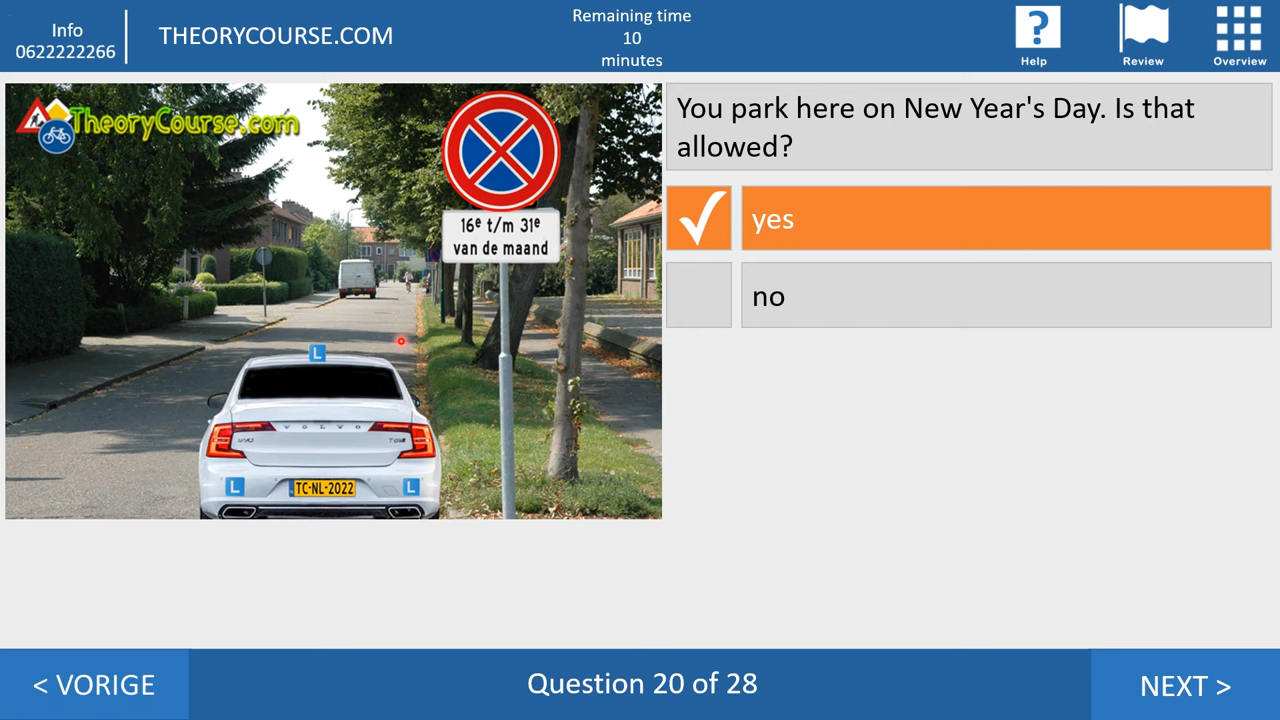 Info
0622222266
THEORYCOURSE.COM
Remaining time
10
minutes
Help
Review
Overview
TheoryCourse.com
16e t/m 31e
van de maand
L
VOLVO
L
TC-NL-2022
L
You park here on New Year's Day. Is that
allowed?
yes
no
< VORIGE
Question 20 of 28
NEXT >